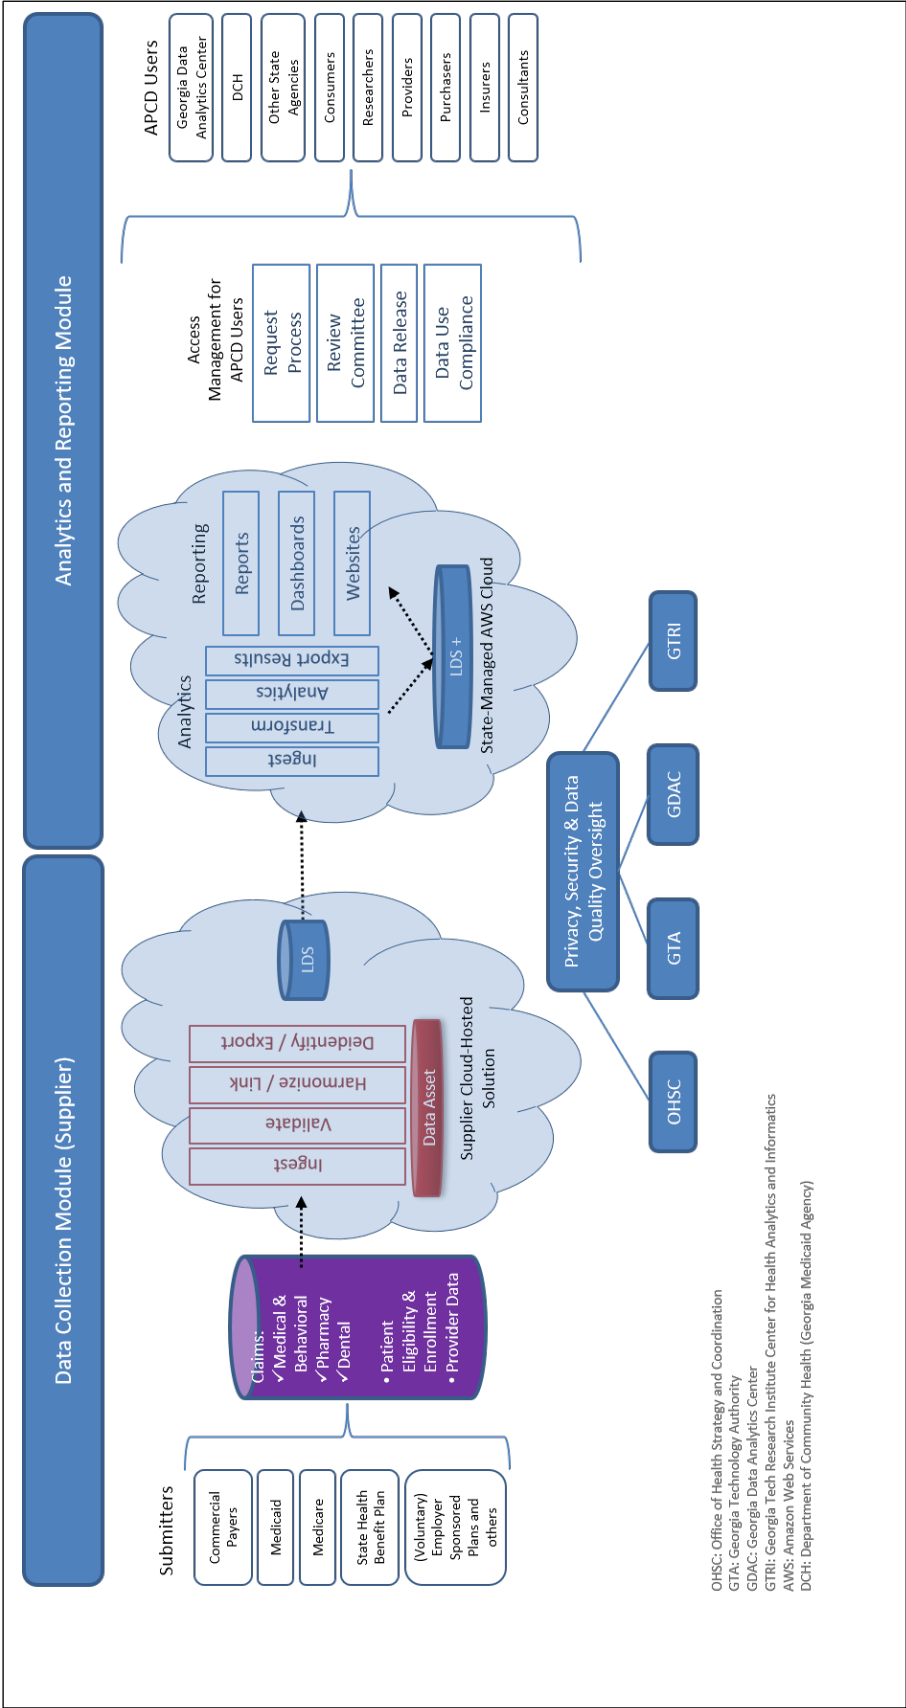 Data Collection Module (Supplier)
Analytics and Reporting Module
Submitters
Commercial
Payers
Medicaid
Medicare
State Health
Benefit Plan
(Voluntary)
Employer
Sponsored
Plans and
others
Claims:
✓Medical &
Behavioral
✓Pharmacy
✓Dental
• Patient
Eligibility &
Enrollment
• Provider Data
Ingest
Validate
Harmonize / Link
Deidentify / Export
Data Asset
LDS
Supplier Cloud-Hosted
Solution
Analytics
Ingest
Transform
Analytics
Export Results
Reporting
Reports
Dashboards
Websites
LDS +
State-Managed AWS Cloud
Access
Management for
APCD Users
Request
Process
Review
Committee
Data Release
Data Use
Compliance
APCD Users
Georgia Data
Analytics Center
DCH
Other State
Agencies
Consumers
Researchers
Providers
Purchasers
Insurers
Consultants
Privacy, Security & Data
Quality Oversight
OHSC
GTA
GDAC
GTRI
OHSC: Office of Health Strategy and Coordination
GTA: Georgia Technology Authority
GDAC: Georgia Data Analytics Center
GTRI: Georgia Tech Research Institute Center for Health Analytics and Informatics
AWS: Amazon Web Services
DCH: Department of Community Health (Georgia Medicaid Agency)